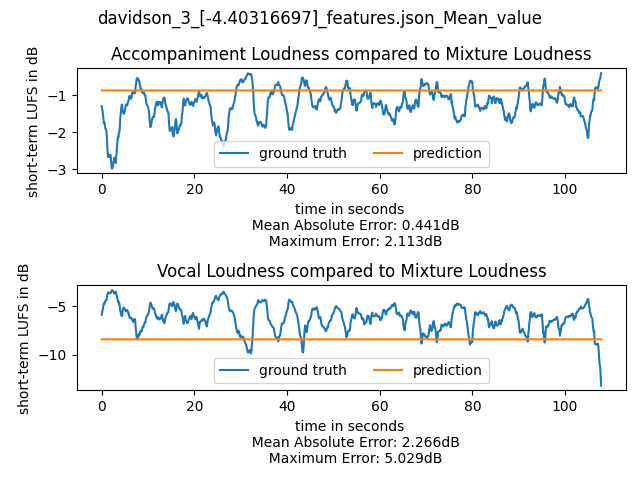 davidson_3_[-4.40316697]_features.json_Mean_value
Accompaniment Loudness compared to Mixture Loudness
short-term LUFS in dB
−1
−2
−3
ground truth prediction
0 20 40 60 80 100
time in seconds
Mean Absolute Error: 0.441dB
Maximum Error: 2.113dB
Vocal Loudness compared to Mixture Loudness
short-term LUFS in dB
−5
−10
ground truth prediction
0 20 40 60 80 100
time in seconds
Mean Absolute Error: 2.266dB
Maximum Error: 5.029dB